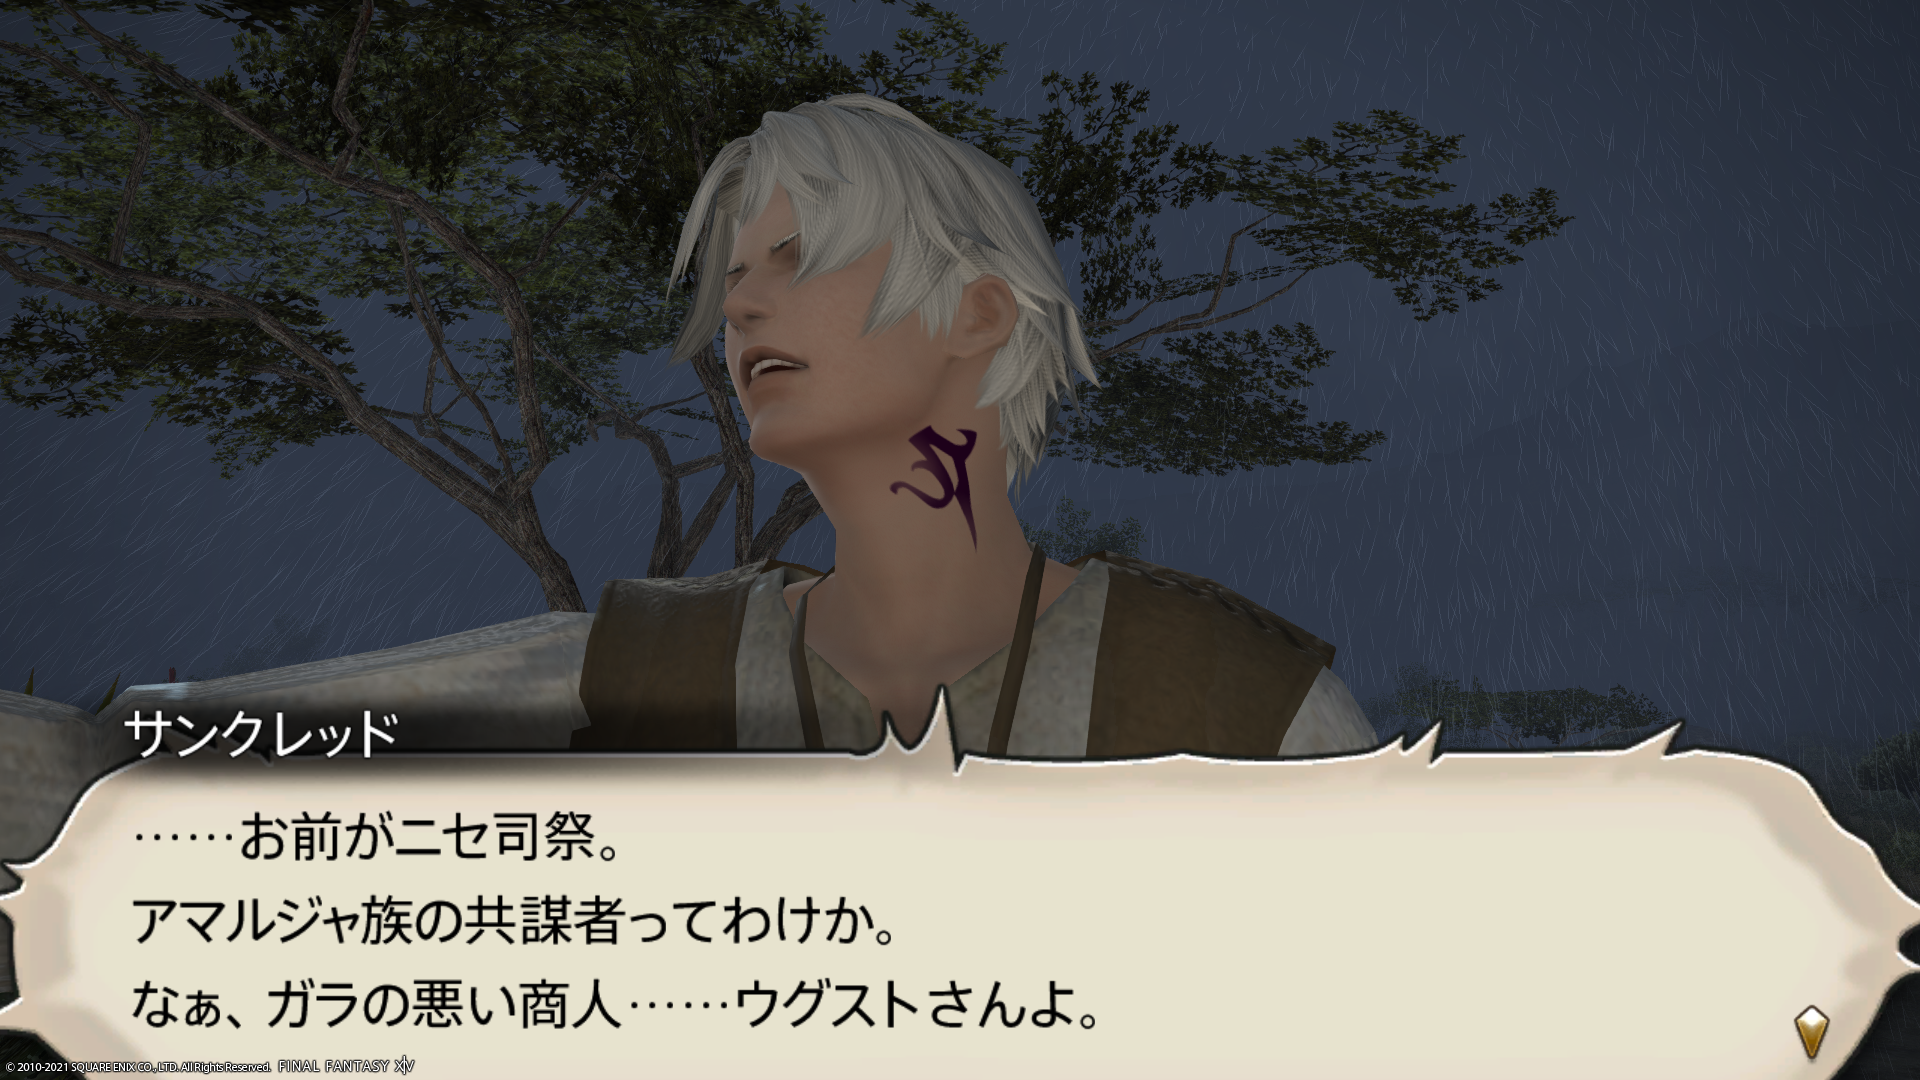 サンクレッド
……お前がニセ司祭。
アマルジャ族の共謀者ってわけか。
なぁ、ガラの悪い商人……ウグストさんよ。
© 2010-2021 SQUARE ENIX CO., LTD. All Rights Reserved. FINAL FANTASY XIV